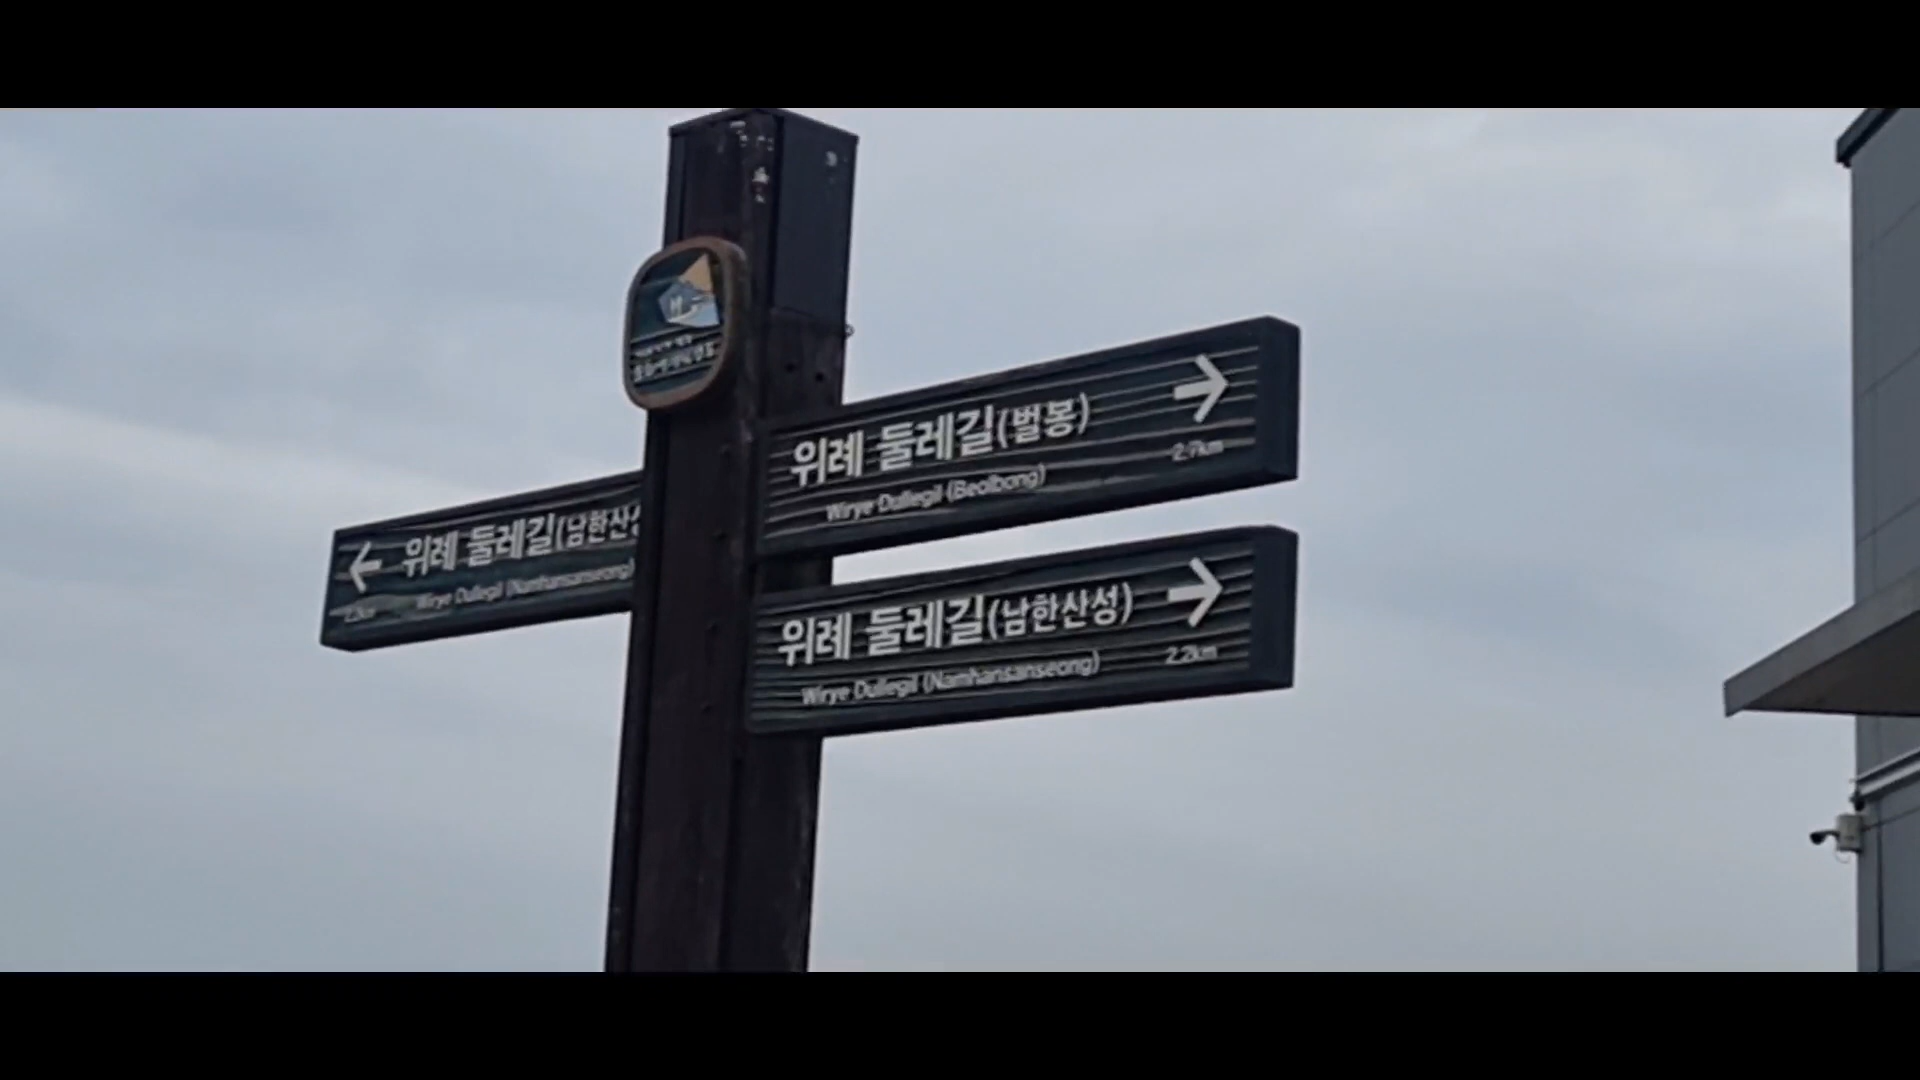 위례 둘레길(벌봉)
Wirye Dullegil (Beolbong)
2.7km
위례 둘레길(남한산성
Wirye Dullegil (Namhansanseong)
위례 둘레길(남한산성)
Wirye Dullegil (Namhansanseong)
2.2km